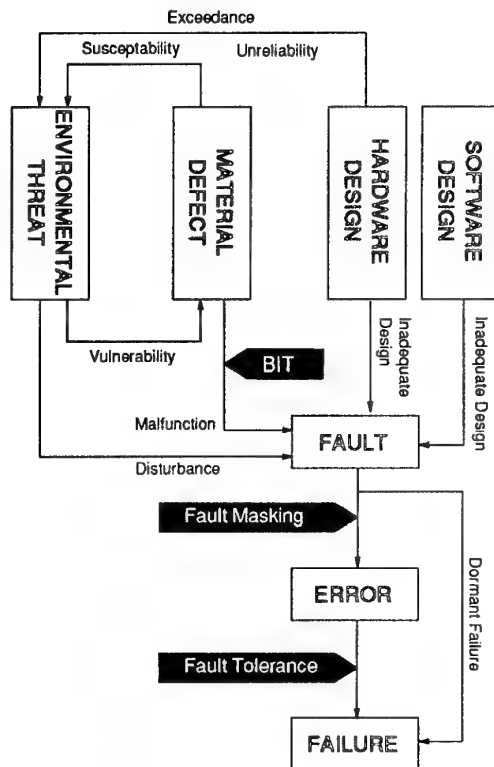 Exceedance
Susceptability
Unreliability
ENVIRONMENTAL
THREAT
MATERIAL
DEFECT
HARDWARE
DESIGN
SOFTWARE
DESIGN
Vulnerability
BIT
Inadequate
Design
Inadequate Design
Malfunction
FAULT
Disturbance
Fault Masking
Dormant Failure
ERROR
Fault Tolerance
FAILURE